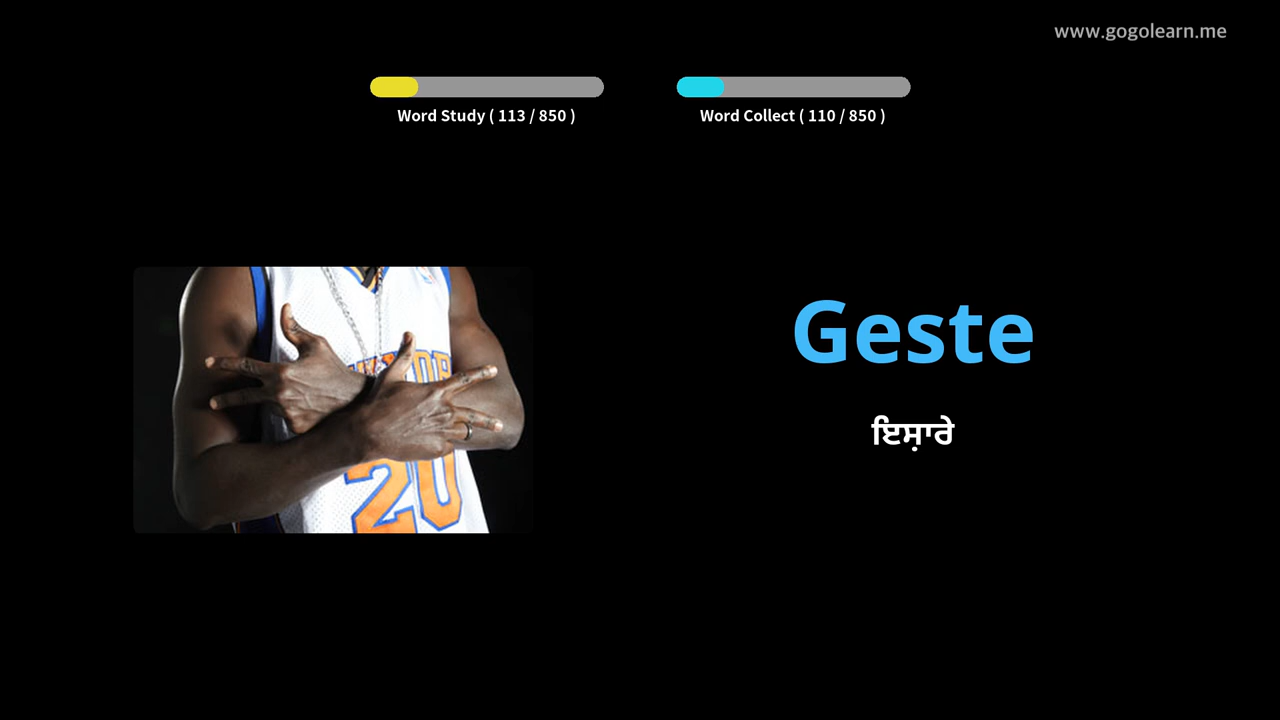 www.gogolearn.me
Word Study ( 113 / 850 )
Word Collect ( 110 / 850 )
Geste
ਇਸ਼ਾਰੇ
20